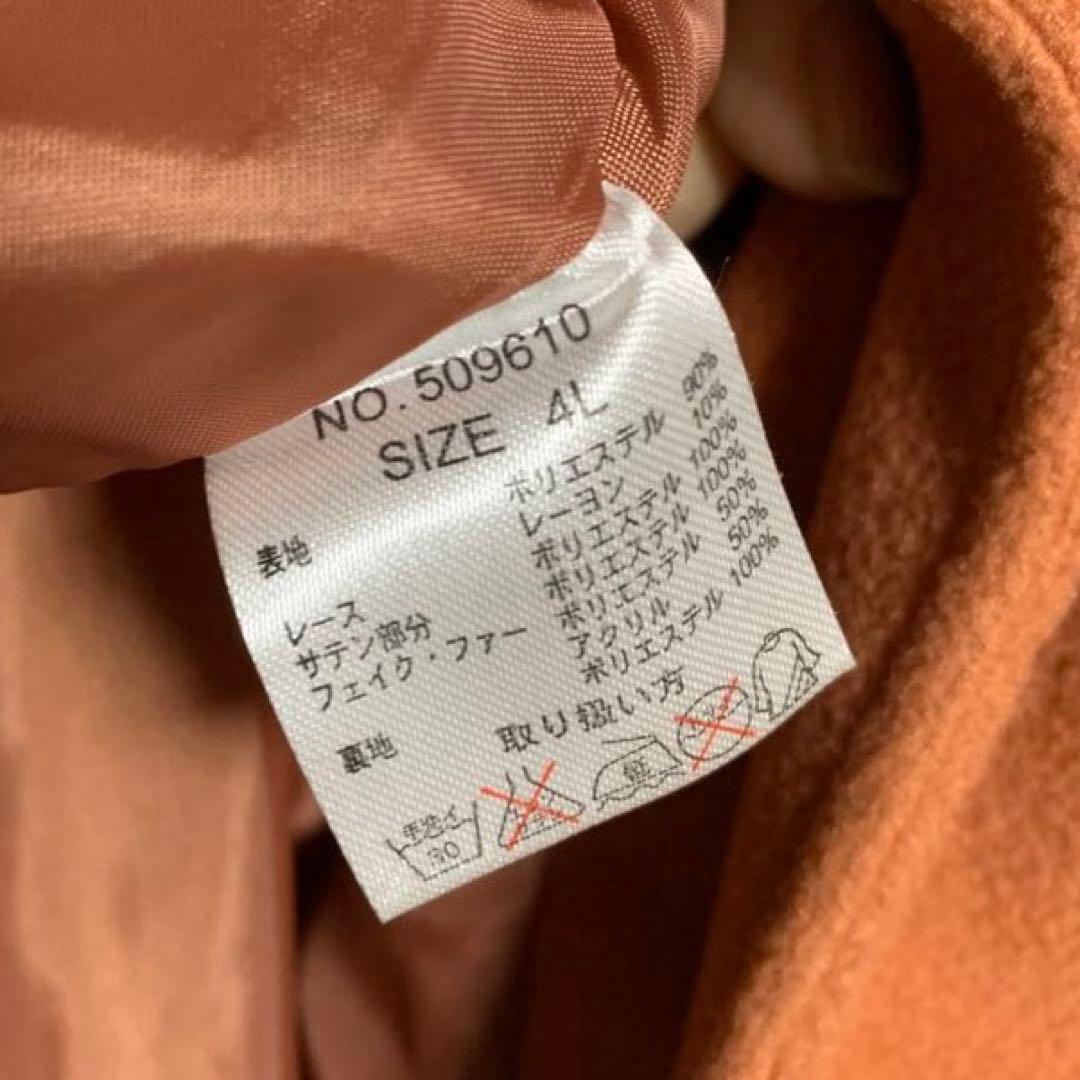 NO.509610
SIZE 4L
表地 ポリエステル 90%
レーヨン 10%
レース ポリエステル 100%
サテン部分 ポリエステル 100%
フェイク・ファー ポリエステル 50%
アクリル 50%
裏地 ポリエステル 100%
取り扱い方
手洗イ
30
低